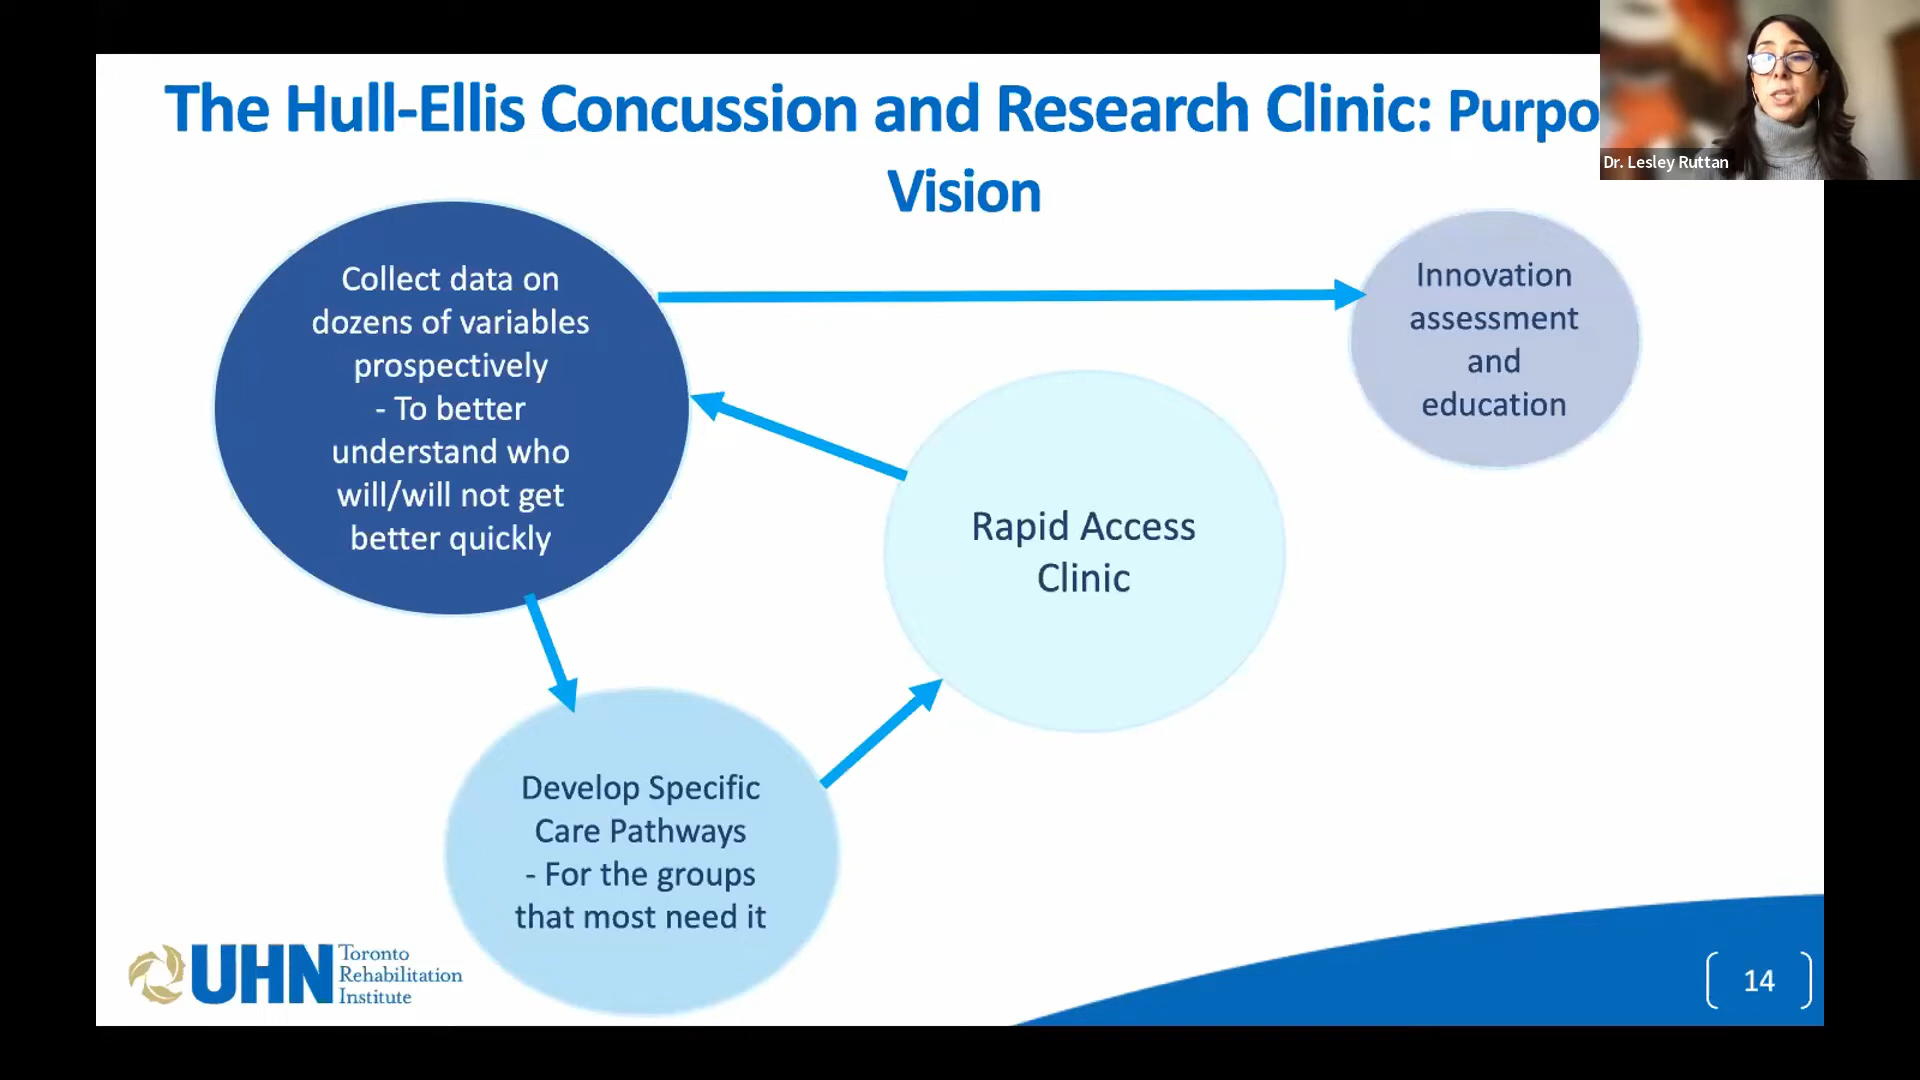 The Hull-Ellis Concussion and Research Clinic: Purpo
Vision
Dr. Lesley Ruttan
Collect data on
dozens of variables
prospectively
- To better
understand who
will/will not get
better quickly
Innovation
assessment
and
education
Rapid Access
Clinic
Develop Specific
Care Pathways
- For the groups
that most need it
UHN
Toronto
Rehabilitation
Institute
14